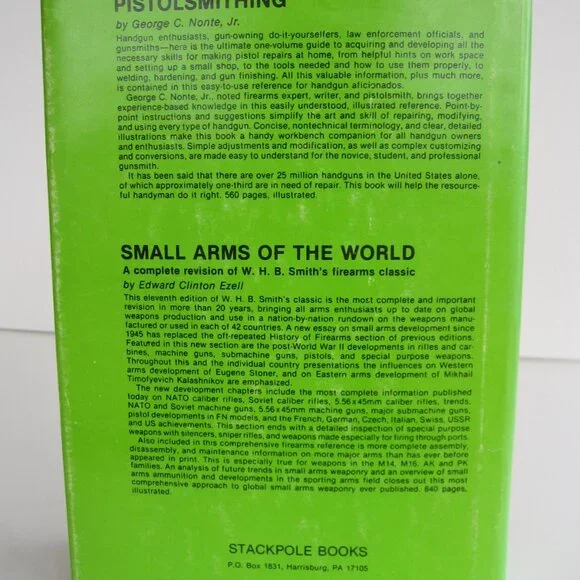 PISTOLSMITHING
by George C. Nonte, Jr.
Handgun enthusiasts, gun-owning do-it-yourselfers, law enforcement officials, and
gunsmiths—here is the ultimate one-volume guide to acquiring and developing all the
necessary skills for making pistol repairs at home, from helpful hints on work space
and setting up a small shop, to the tools needed and how to use them properly, to
welding, hardening, and gun finishing. All this valuable information, plus much more,
is contained in this easy-to-use reference for handgun aficionados.
George C. Nonte, Jr., noted firearms expert, writer, and pistolsmith, brings together
experience-based knowledge in this easily understood, illustrated reference. Point-by-
point instructions and suggestions simplify the art and skill of repairing, modifying,
and using every type of handgun. Concise, nontechnical terminology, and clear, detailed
illustrations make this book a handy workbench companion for all handgun owners
and enthusiasts. Simple adjustments and modification, as well as complex customizing
and conversions, are made easy to understand for the novice, student, and professional
gunsmith.
It has been said that there are over 25 million handguns in the United States alone,
of which approximately one-third are in need of repair. This book will help the resource-
ful handyman do it right. 560 pages, illustrated.
SMALL ARMS OF THE WORLD
A complete revision of W. H. B. Smith's firearms classic
by Edward Clinton Ezell
This eleventh edition of W. H. B. Smith's classic is the most complete and important
revision in more than 20 years, bringing all arms enthusiasts up to date on global
weapons production and use in a nation-by-nation rundown on the weapons manu-
factured or used in each of 42 countries. A new essay on small arms development since
1945 has replaced the oft-repeated History of Firearms section of previous editions.
Featured in this new section are the post-World War II developments in rifles and car-
bines, machine guns, submachine guns, pistols, and special purpose weapons.
Throughout this and the individual country presentations the influences on Western
arms development of Eugene Stoner, and on Eastern arms development of Mikhail
Timofyevich Kalashnikov are emphasized.
The new development chapters include the most complete information published
today on NATO caliber rifles, Soviet caliber rifles, 5.56x45mm caliber rifles, trends,
NATO and Soviet machine guns, 5.56x45mm machine guns, major submachine guns,
pistol developments in FN models, and the French, German, Czech, Italian, Swiss, USSR
and US achievements. This section ends with a detailed inspection of special purpose
weapons with silencers, sniper rifles, and weapons made especially for firing through ports.
Also included in this comprehensive firearms reference is more complete assembly,
disassembly, and maintenance information on more major arms than has ever before
appeared in print. This is especially true for weapons in the M14, M16, AK and PK
families. An analysis of future trends in small arms weaponry and an overview of small
arms ammunition and developments in the sporting arms field closes out this most
comprehensive approach to global small arms weaponry ever published. 640 pages,
illustrated.
STACKPOLE BOOKS
P.O. Box 1831, Harrisburg, PA 17105